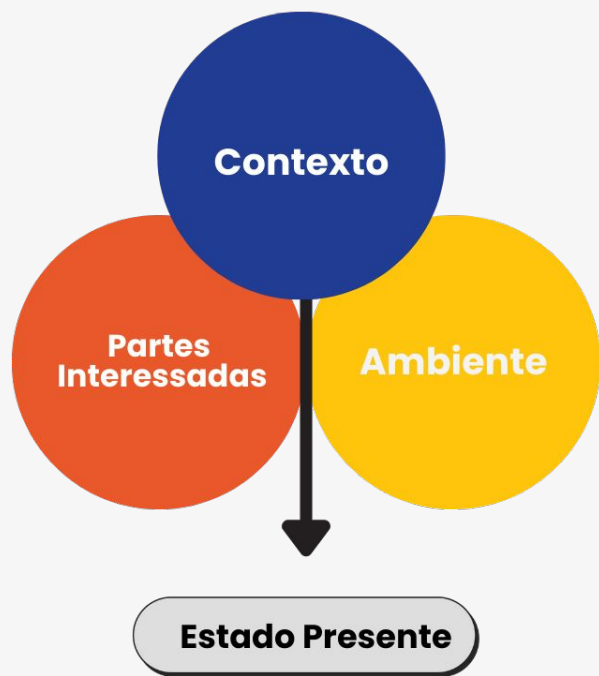 Contexto
Partes
Interessadas
Ambiente
Estado Presente